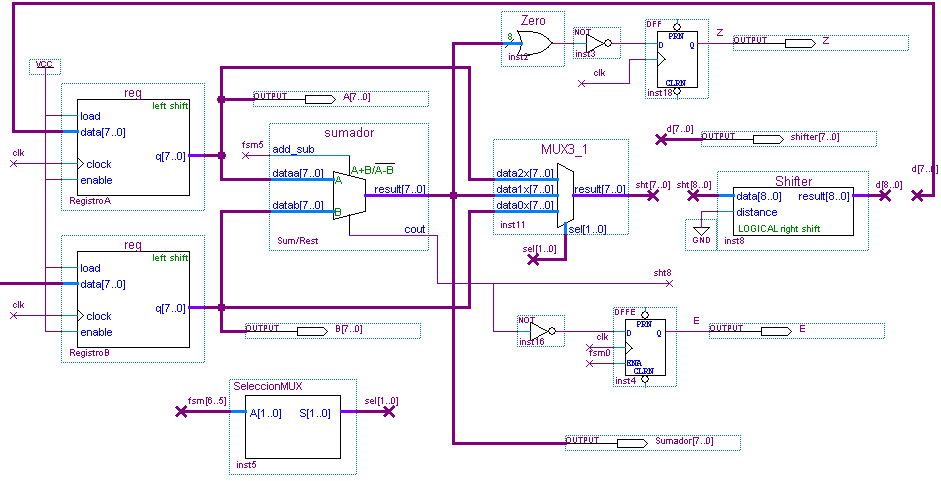 Zero
8
inst2
NOT
inst3
clk
DFF
PRN
D
Q
CLRN
inst18
Z
OUTPUT
Z
VCC
reg
left shift
load
data[7..0]
clk
clock
q[7..0]
enable
RegistroA
OUTPUT
A[7..0]
sumador
fsm5
add_sub
A+B/A-B
dataa[7..0]
A
result[7..0]
datab[7..0]
B
cout
Sum/Rest
MUX3_1
data2x[7..0]
data1x[7..0]
result[7..0]
data0x[7..0]
inst11
sel[1..0]
sel[1..0]
sht[7..0]
d[7..0]
OUTPUT
shifter[7..0]
sht[8..0]
Shifter
data[8..0]
result[8..0]
distance
LOGICAL right shift
inst8
GND
d[8..0]
d[7..0]
reg
left shift
load
data[7..0]
clk
clock
q[7..0]
enable
RegistroB
OUTPUT
B[7..0]
sht8
NOT
inst16
clk
fsm0
DFFE
PRN
D
Q
ENA
CLRN
inst4
E
OUTPUT
E
SeleccionMUX
fsm[6..5]
A[1..0]
S[1..0]
sel[1..0]
inst5
OUTPUT
Sumador[7..0]